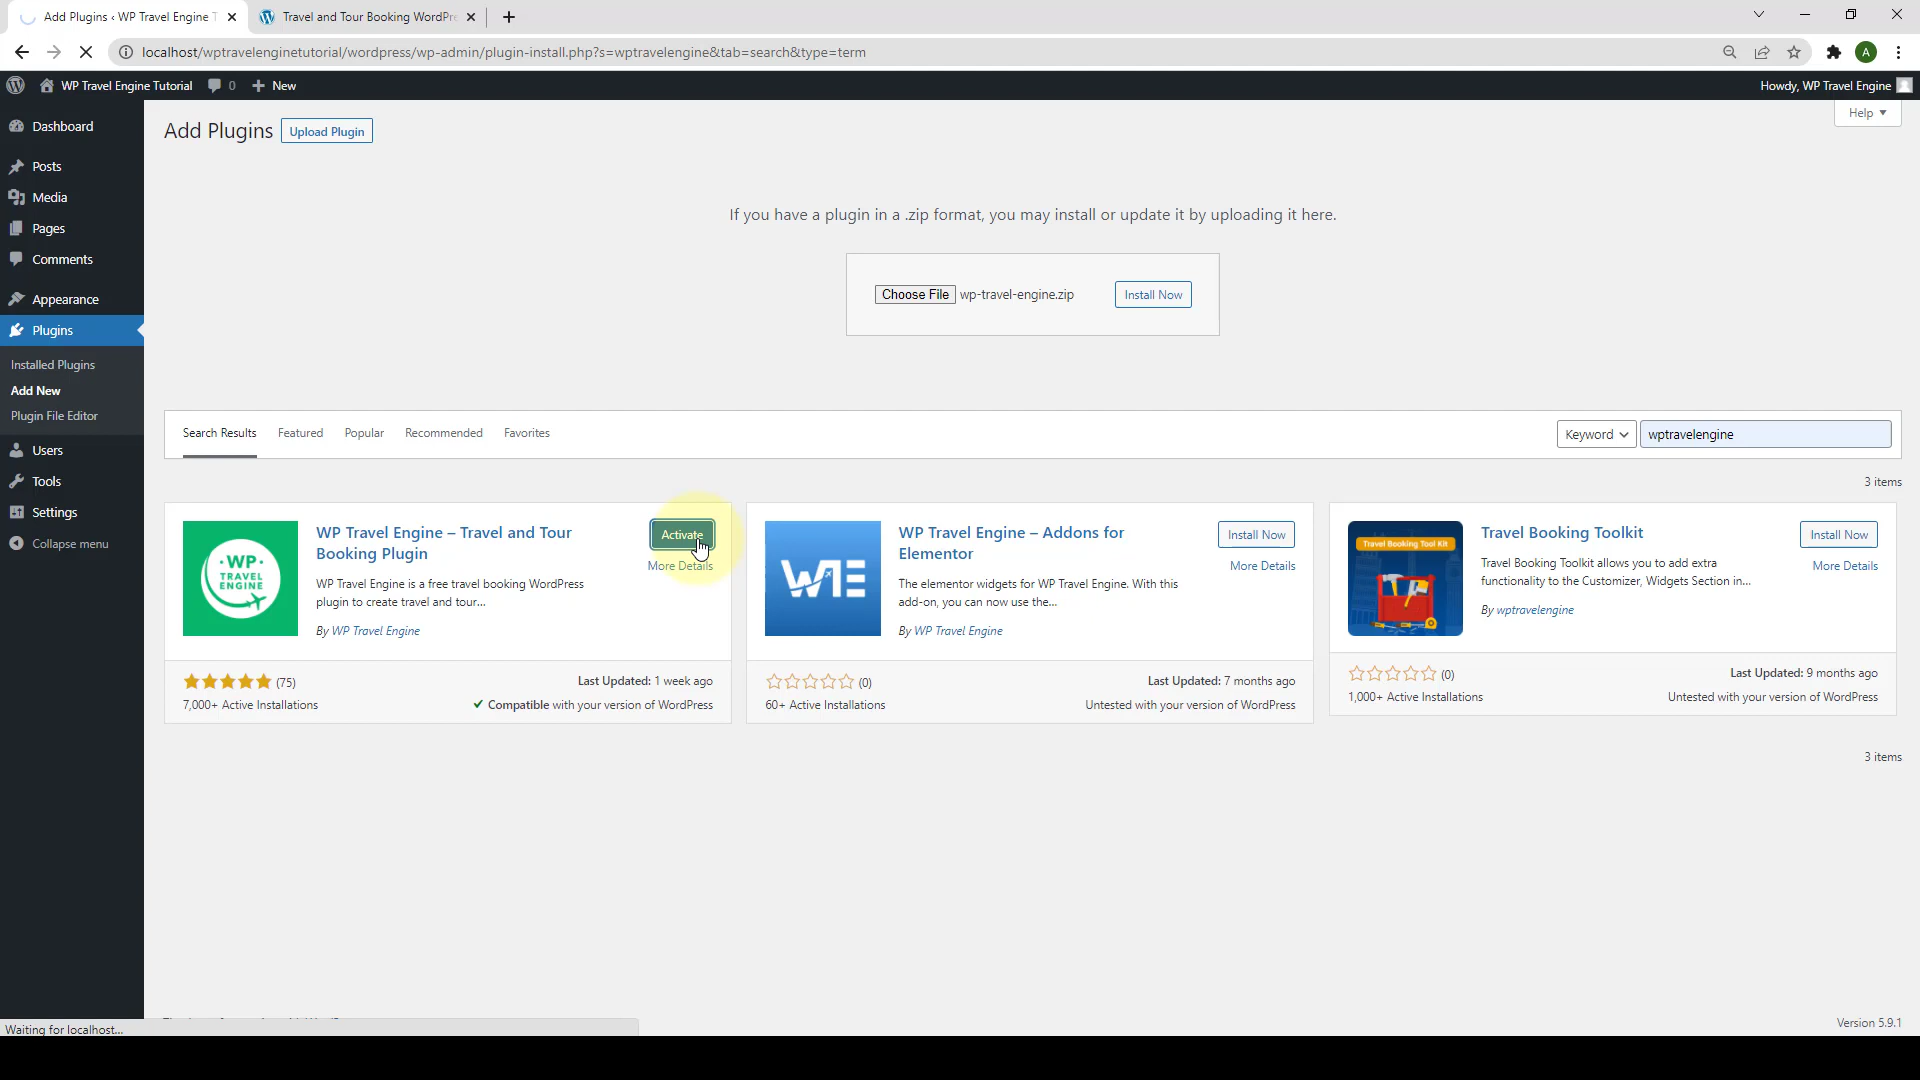 Add Plugins ‹ WP Travel Engine T
Travel and Tour Booking WordPre
localhost/wptravelenginetutorial/wordpress/wp-admin/plugin-install.php?s=wptravelengine&tab=search&type=term
A
WP Travel Engine Tutorial
0
New
Howdy, WP Travel Engine
Dashboard
Posts
Media
Pages
Comments
Appearance
Plugins
Installed Plugins
Add New
Plugin File Editor
Users
Tools
Settings
Collapse menu
Add Plugins
Upload Plugin
Help
If you have a plugin in a .zip format, you may install or update it by uploading it here.
Choose File wp-travel-engine.zip
Install Now
Search Results
Featured
Popular
Recommended
Favorites
Keyword
wptravelengine
3 items
WP
TRAVEL
ENGINE
WP Travel Engine – Travel and Tour
Booking Plugin
Activate
More Details
WP Travel Engine is a free travel booking WordPress
plugin to create travel and tour...
By WP Travel Engine
(75)
7,000+ Active Installations
Last Updated: 1 week ago
Compatible with your version of WordPress
WTE
WP Travel Engine – Addons for
Elementor
Install Now
More Details
The elementor widgets for WP Travel Engine. With this
add-on, you can now use the...
By WP Travel Engine
(0)
60+ Active Installations
Last Updated: 7 months ago
Untested with your version of WordPress
Travel Booking Tool Kit
Travel Booking Toolkit
Install Now
More Details
Travel Booking Toolkit allows you to add extra
functionality to the Customizer, Widgets Section in...
By wptravelengine
(0)
1,000+ Active Installations
Last Updated: 9 months ago
Untested with your version of WordPress
3 items
Waiting for localhost...
Version 5.9.1